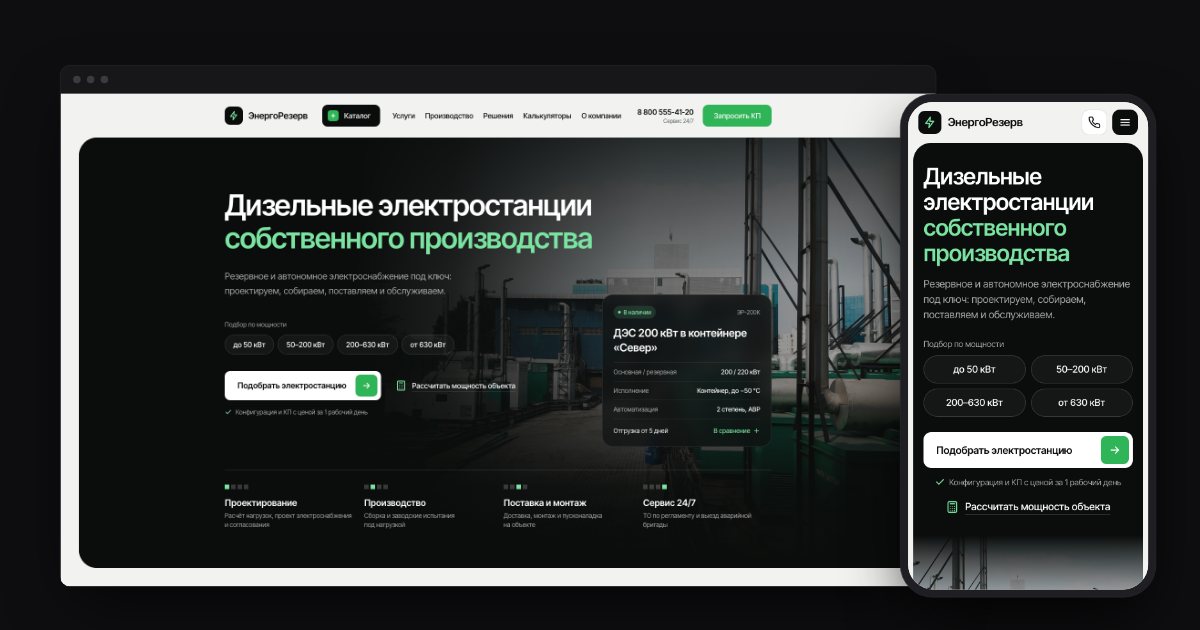 ЭнергоРезерв
Каталог
Услуги
Производство
Решения
Калькуляторы
О компании
8 800 555-41-20
Сервис 24/7
Запросить КП
Дизельные электростанции
собственного производства
Резервное и автономное электроснабжение под ключ:
проектируем, собираем, поставляем и обслуживаем.
Подбор по мощности
до 50 кВт
50–200 кВт
200–630 кВт
от 630 кВт
Подобрать электростанцию
Рассчитать мощность объекта
Конфигурация и КП с ценой за 1 рабочий день
В наличии
ЭР-200К
ДЭС 200 кВт в контейнере
«Север»
Основная / резервная
200 / 220 кВт
Исполнение
Контейнер, до −50 °C
Автоматизация
2 степень, АВР
Отгрузка от 5 дней
В сравнение +
Проектирование
Расчёт нагрузок, проект электроснабжения
и согласования
Производство
Сборка и заводские испытания
под нагрузкой
Поставка и монтаж
Доставка, монтаж и пусконаладка
на объекте
Сервис 24/7
ТО по регламенту и выезд аварийной
бригады
ЭнергоРезерв
Дизельные
электростанции
собственного
производства
Резервное и автономное электроснабжение
под ключ: проектируем, собираем,
поставляем и обслуживаем.
Подбор по мощности
до 50 кВт
50–200 кВт
200–630 кВт
от 630 кВт
Подобрать электростанцию
Конфигурация и КП с ценой за 1 рабочий день
Рассчитать мощность объекта